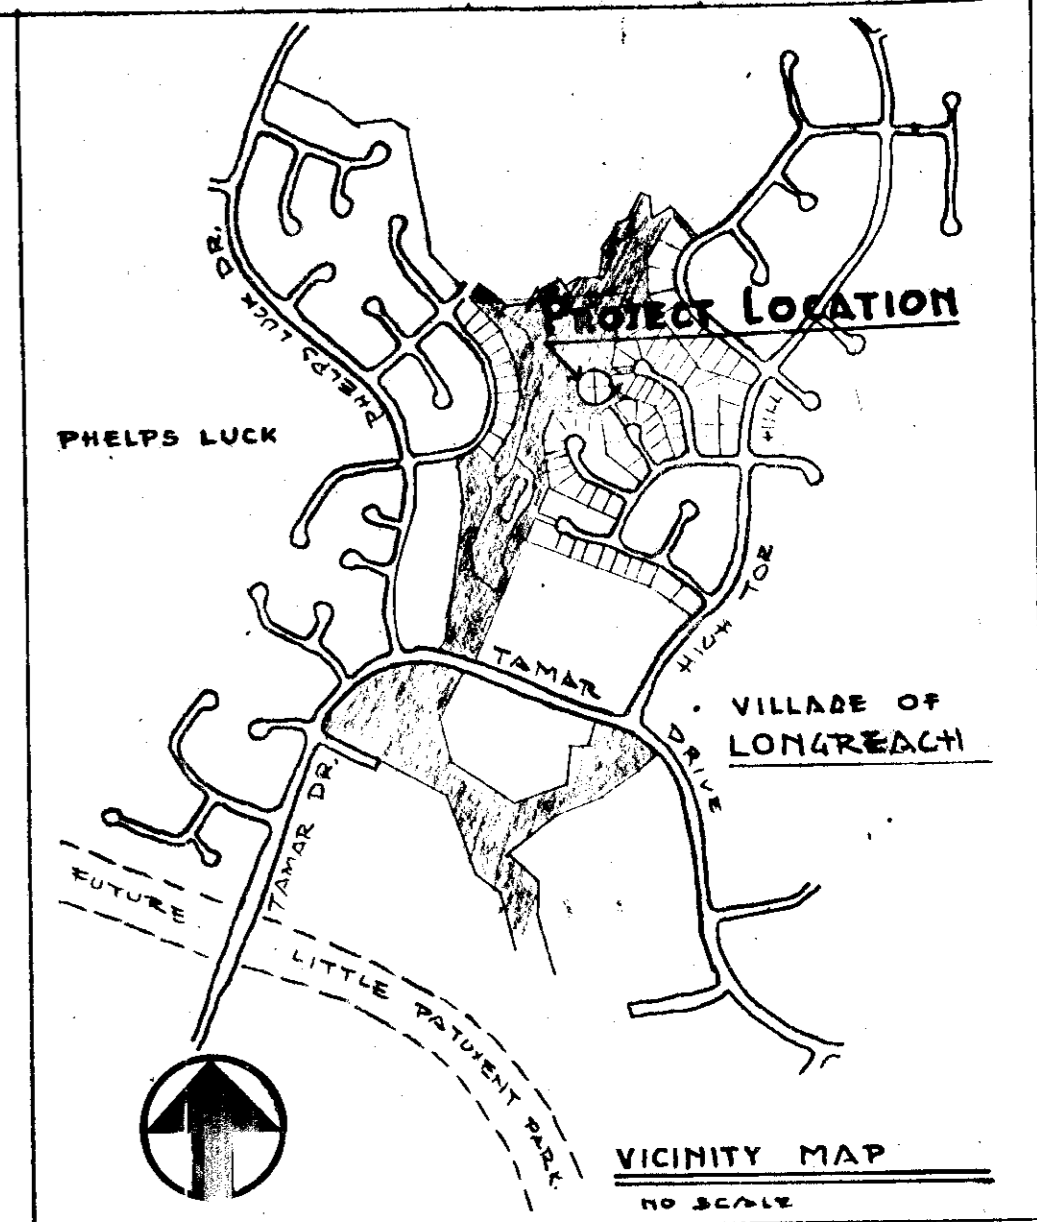 PROJECT LOCATION
PHELPS LUCK DR.
PHELPS LUCK
HIGH TOR HILL
TAMAR DRIVE
VILLAGE OF
LONGREACH
TAMAR DR.
FUTURE LITTLE PATUXENT PARK.
VICINITY MAP
NO SCALE